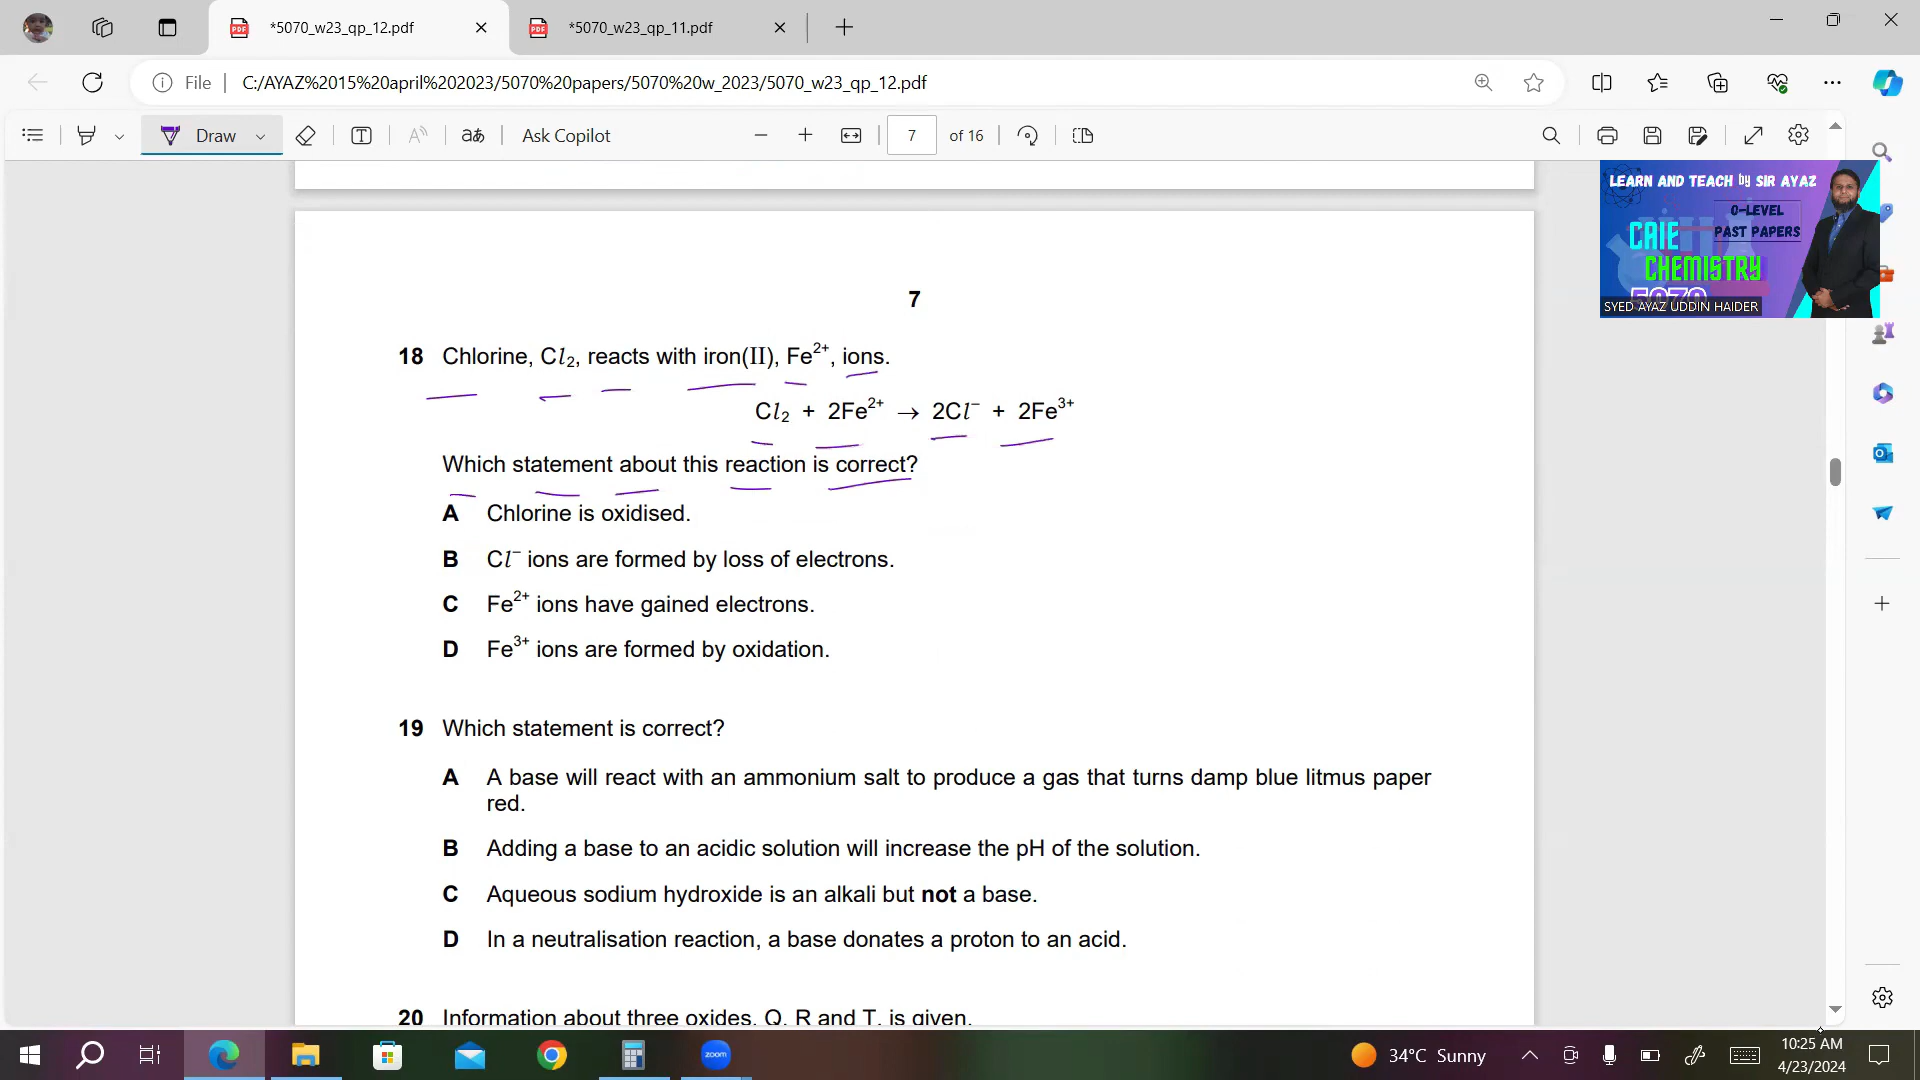 *5070_w23_qp_12.pdf
*5070_w23_qp_11.pdf
File
C:/AYAZ%2015%20april%202023/5070%20papers/5070%20w_2023/5070_w23_qp_12.pdf
Draw
aあ
Ask Copilot
7
of 16
LEARN AND TEACH by SIR AYAZ
O-LEVEL
PAST PAPERS
CAIE
CHEMISTRY
5070
SYED AYAZ UDDIN HAIDER
7
18 Chlorine, Cl₂, reacts with iron(II), Fe²⁺, ions.
Cl₂ + 2Fe²⁺ → 2Cl⁻ + 2Fe³⁺
Which statement about this reaction is correct?
A Chlorine is oxidised.
B Cl⁻ ions are formed by loss of electrons.
C Fe²⁺ ions have gained electrons.
D Fe³⁺ ions are formed by oxidation.
19 Which statement is correct?
A A base will react with an ammonium salt to produce a gas that turns damp blue litmus paper
red.
B Adding a base to an acidic solution will increase the pH of the solution.
C Aqueous sodium hydroxide is an alkali but not a base.
D In a neutralisation reaction, a base donates a proton to an acid.
20 Information about three oxides, Q, R and T, is given.
zoom
34°C Sunny
10:25 AM
4/23/2024